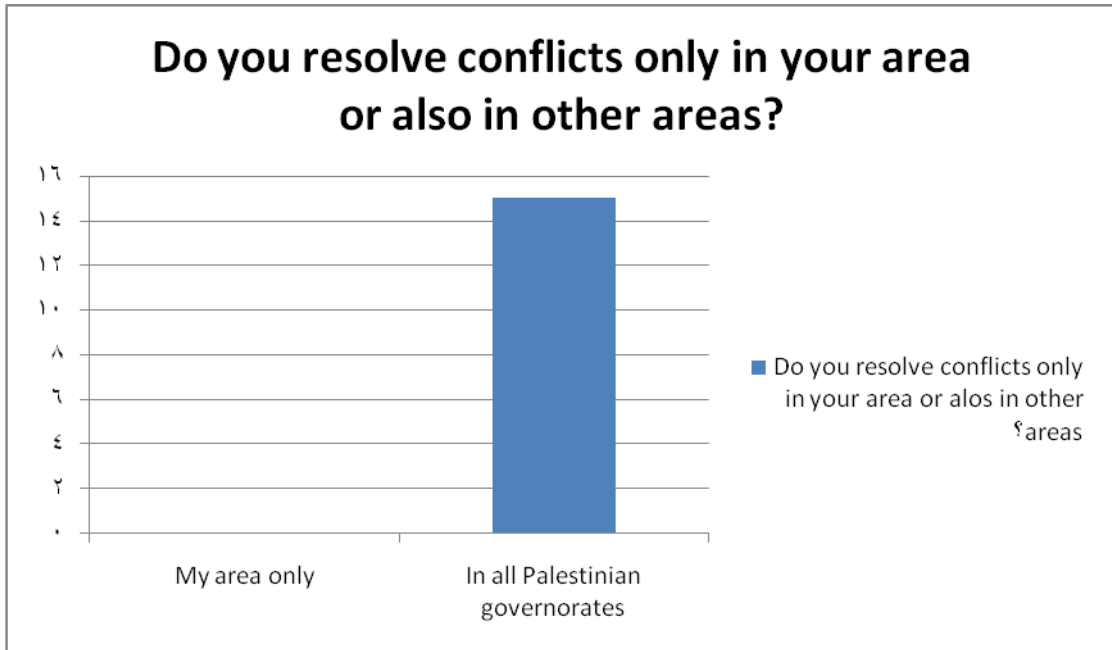 Do you resolve conflicts only in your area
or also in other areas?
١٦
١٤
١٢
١٠
٨
٦
٤
٢
٠
My area only
In all Palestinian
governorates
Do you resolve conflicts only
in your area or alos in other
؟areas